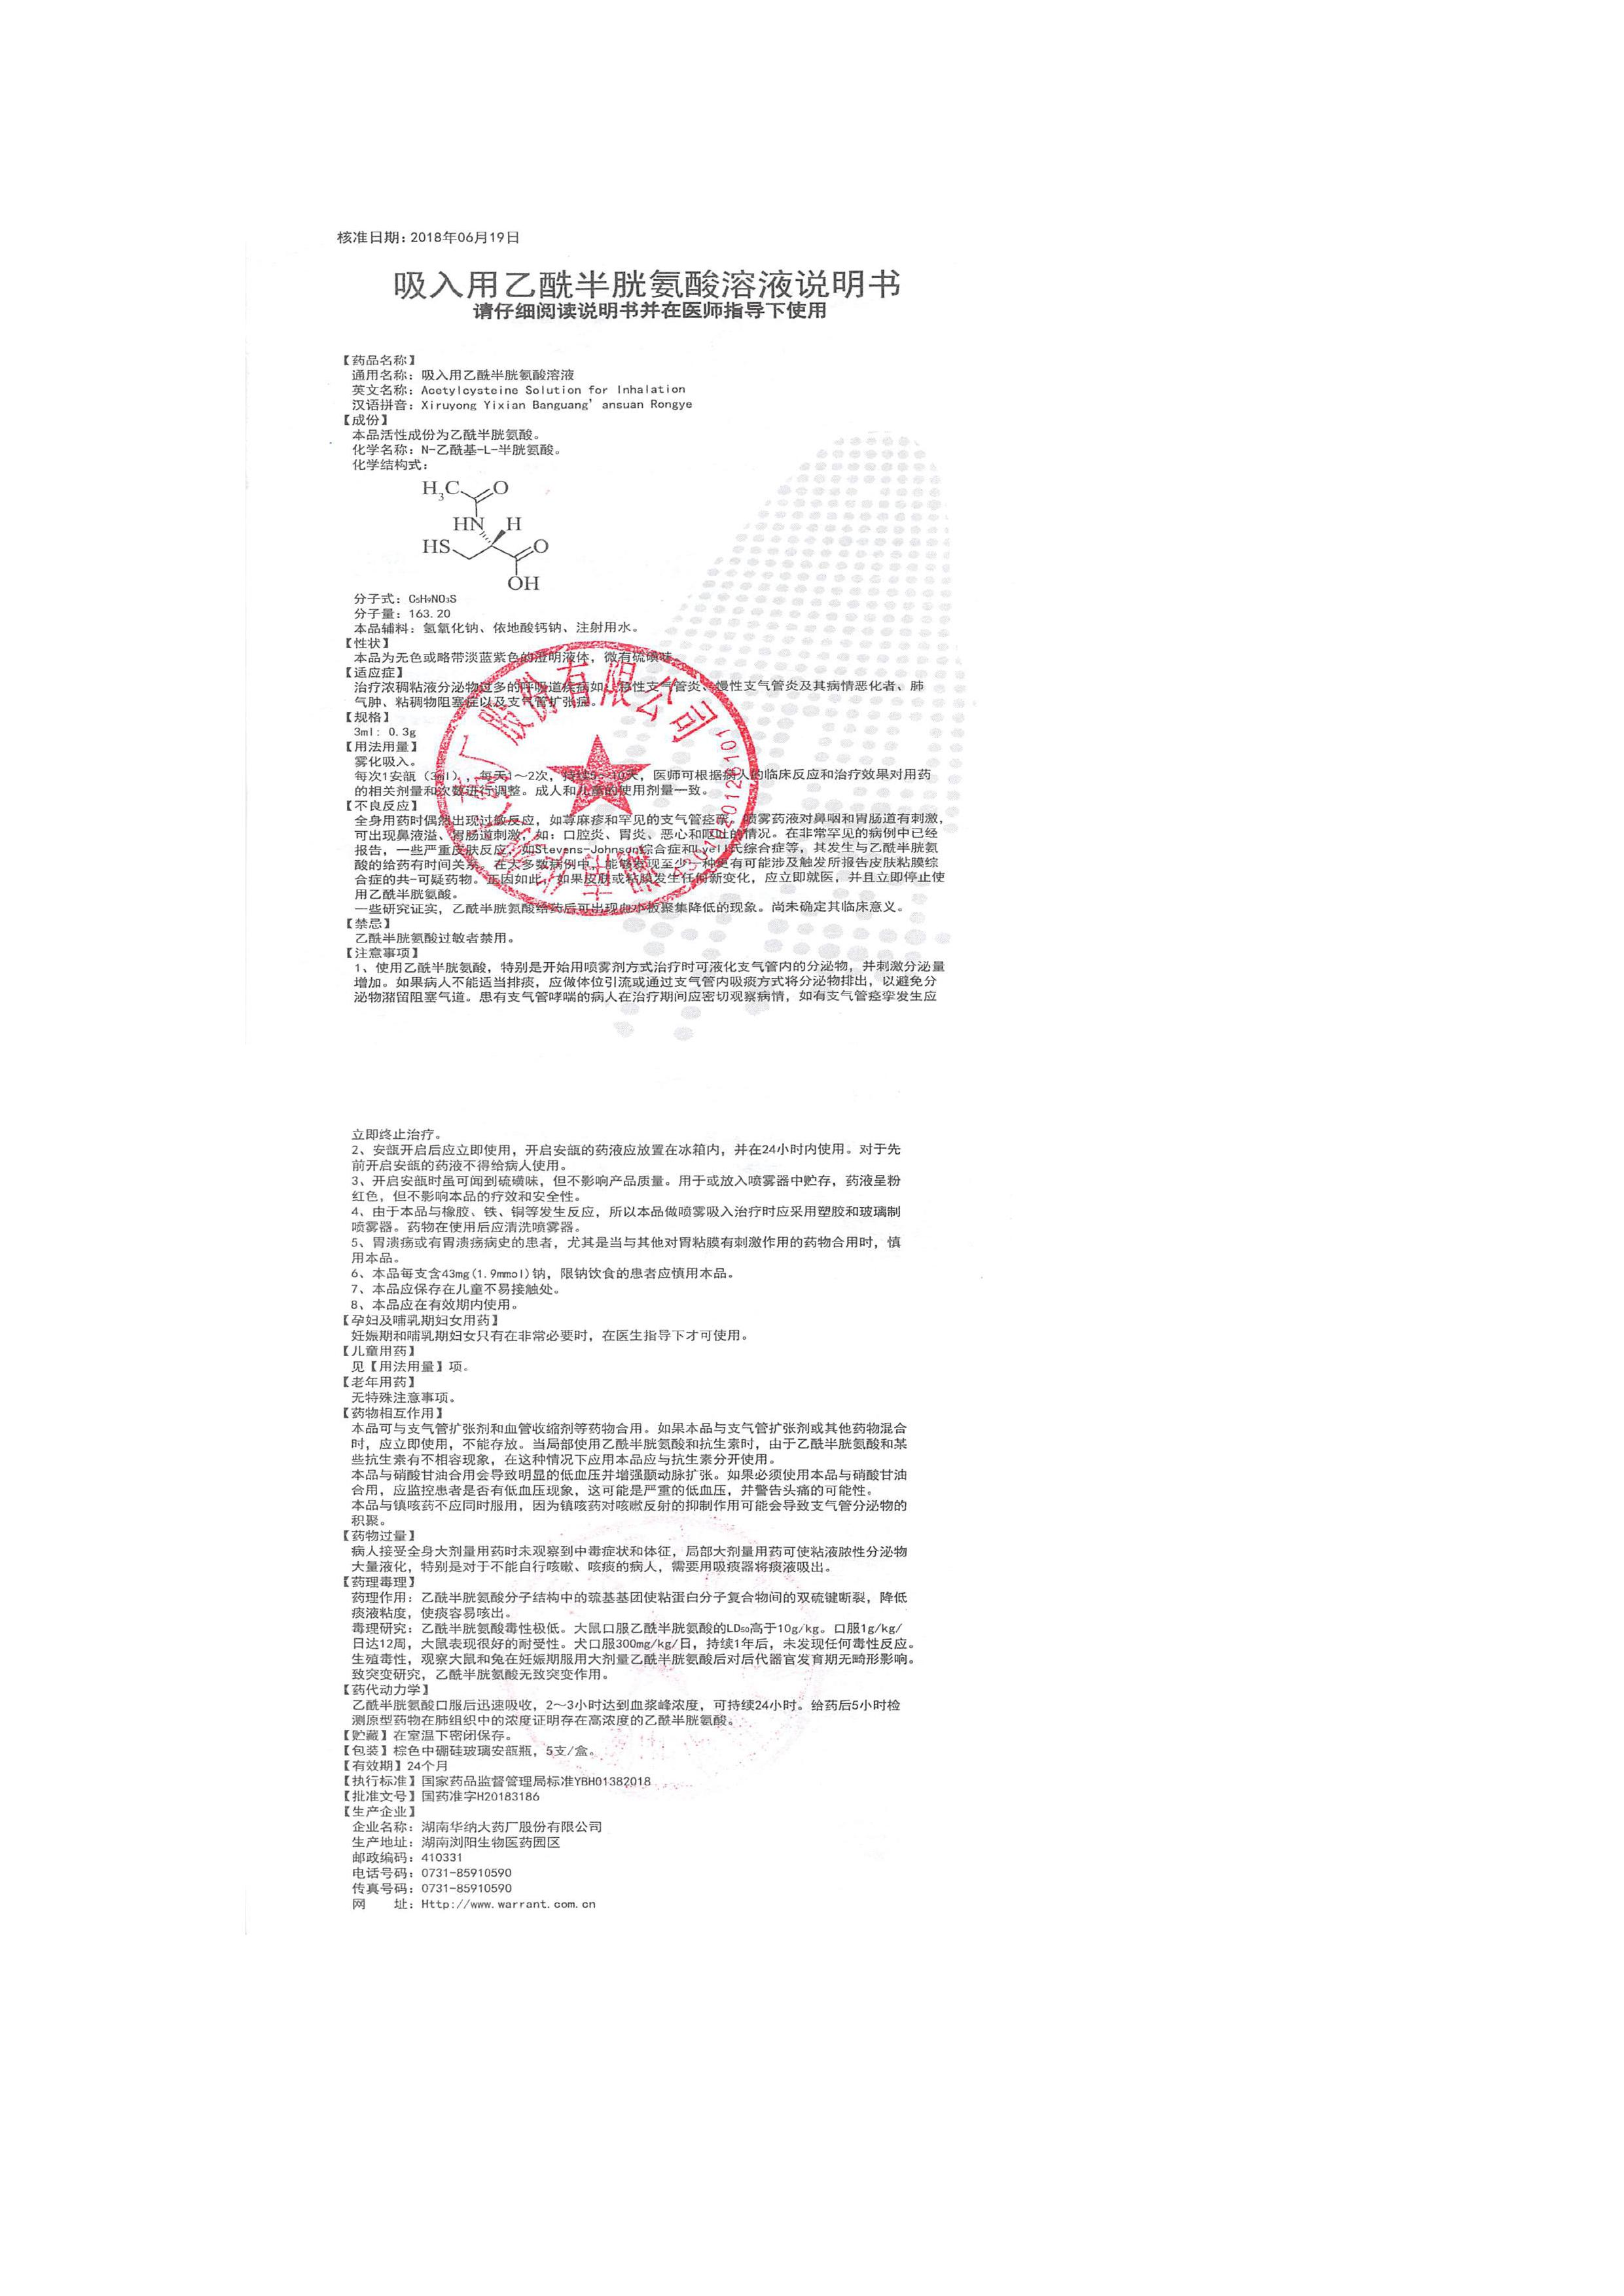 核准日期：2018年06月19日
吸入用乙酰半胱氨酸溶液说明书
请仔细阅读说明书并在医师指导下使用
【药品名称】
通用名称：吸入用乙酰半胱氨酸溶液
英文名称：Acetylcysteine Solution for Inhalation
汉语拼音：Xiruyong Yixian Banguang' ansuan Rongye
【成份】
本品活性成份为乙酰半胱氨酸。
化学名称：N-乙酰基-L-半胱氨酸。
化学结构式：
H₃C O
HN H
HS O
OH
分子式：C₅H₉NO₃S
分子量：163.20
本品辅料：氢氧化钠、依地酸钙钠、注射用水。
【性状】
本品为无色或略带淡蓝紫色的澄明液体，微有硫磺味。
【适应症】
治疗浓稠粘液分泌物过多的呼吸道疾病如：急性支气管炎、慢性支气管炎及其病情恶化者、肺
气肿、粘稠物阻塞症以及支气管扩张症。
【规格】
3ml：0.3g
【用法用量】
雾化吸入。
每次1安瓿（3ml），每天1～2次，持续5～10天，医师可根据病人的临床反应和治疗效果对用药
的相关剂量和次数进行调整。成人和儿童的使用剂量一致。
【不良反应】
全身用药时偶然出现过敏反应，如荨麻疹和罕见的支气管痉挛。喷雾药液对鼻咽和胃肠道有刺激，
可出现鼻液溢、胃肠道刺激，如：口腔炎、胃炎、恶心和呕吐的情况。在非常罕见的病例中已经
报告，一些严重皮肤反应，如Stevens-Johnson综合症和Lyell氏综合症等，其发生与乙酰半胱氨
酸的给药有时间关系。在大多数病例中，能够发现至少一种更有可能涉及触发所报告皮肤粘膜综
合症的共-可疑药物。正因如此，如果皮肤或粘膜发生任何新变化，应立即就医，并且立即停止使
用乙酰半胱氨酸。
一些研究证实，乙酰半胱氨酸给药后可出现血小板聚集降低的现象。尚未确定其临床意义。
【禁忌】
乙酰半胱氨酸过敏者禁用。
【注意事项】
1、使用乙酰半胱氨酸，特别是开始用喷雾剂方式治疗时可液化支气管内的分泌物，并刺激分泌量
增加。如果病人不能适当排痰，应做体位引流或通过支气管内吸痰方式将分泌物排出，以避免分
泌物潴留阻塞气道。患有支气管哮喘的病人在治疗期间应密切观察病情，如有支气管痉挛发生应
立即终止治疗。
2、安瓿开启后应立即使用，开启安瓿的药液应放置在冰箱内，并在24小时内使用。对于先
前开启安瓿的药液不得给病人使用。
3、开启安瓿时虽可闻到硫磺味，但不影响产品质量。用于或放入喷雾器中贮存，药液呈粉
红色，但不影响本品的疗效和安全性。
4、由于本品与橡胶、铁、铜等发生反应，所以本品做喷雾吸入治疗时应采用塑胶和玻璃制
喷雾器。药物在使用后应清洗喷雾器。
5、胃溃疡或有胃溃疡病史的患者，尤其是当与其他对胃粘膜有刺激作用的药物合用时，慎
用本品。
6、本品每支含43mg(1.9mmol)钠，限钠饮食的患者应慎用本品。
7、本品应保存在儿童不易接触处。
8、本品应在有效期内使用。
【孕妇及哺乳期妇女用药】
妊娠期和哺乳期妇女只有在非常必要时，在医生指导下才可使用。
【儿童用药】
见【用法用量】项。
【老年用药】
无特殊注意事项。
【药物相互作用】
本品可与支气管扩张剂和血管收缩剂等药物合用。如果本品与支气管扩张剂或其他药物混合
时，应立即使用，不能存放。当局部使用乙酰半胱氨酸和抗生素时，由于乙酰半胱氨酸和某
些抗生素有不相容现象，在这种情况下应用本品应与抗生素分开使用。
本品与硝酸甘油合用会导致明显的低血压并增强颞动脉扩张。如果必须使用本品与硝酸甘油
合用，应监控患者是否有低血压现象，这可能是严重的低血压，并警告头痛的可能性。
本品与镇咳药不应同时服用，因为镇咳药对咳嗽反射的抑制作用可能会导致支气管分泌物的
积聚。
【药物过量】
病人接受全身大剂量用药时未观察到中毒症状和体征，局部大剂量用药可使粘液脓性分泌物
大量液化，特别是对于不能自行咳嗽、咳痰的病人，需要用吸痰器将痰液吸出。
【药理毒理】
药理作用：乙酰半胱氨酸分子结构中的巯基基团使粘蛋白分子复合物间的双硫键断裂，降低
痰液粘度，使痰容易咳出。
毒理研究：乙酰半胱氨酸毒性极低。大鼠口服乙酰半胱氨酸的LD₅₀高于10g/kg。口服1g/kg/
日达12周，大鼠表现很好的耐受性。犬口服300mg/kg/日，持续1年后，未发现任何毒性反应。
生殖毒性，观察大鼠和兔在妊娠期服用大剂量乙酰半胱氨酸后对后代器官发育期无畸形影响。
致突变研究，乙酰半胱氨酸无致突变作用。
【药代动力学】
乙酰半胱氨酸口服后迅速吸收，2～3小时达到血浆峰浓度，可持续24小时。给药后5小时检
测原型药物在肺组织中的浓度证明存在高浓度的乙酰半胱氨酸。
【贮藏】在室温下密闭保存。
【包装】棕色中硼硅玻璃安瓿瓶，5支/盒。
【有效期】24个月
【执行标准】国家药品监督管理局标准YBH01382018
【批准文号】国药准字H20183186
【生产企业】
企业名称：湖南华纳大药厂股份有限公司
生产地址：湖南浏阳生物医药园区
邮政编码：410331
电话号码：0731-85910590
传真号码：0731-85910590
网　　址：Http://www.warrant.com.cn